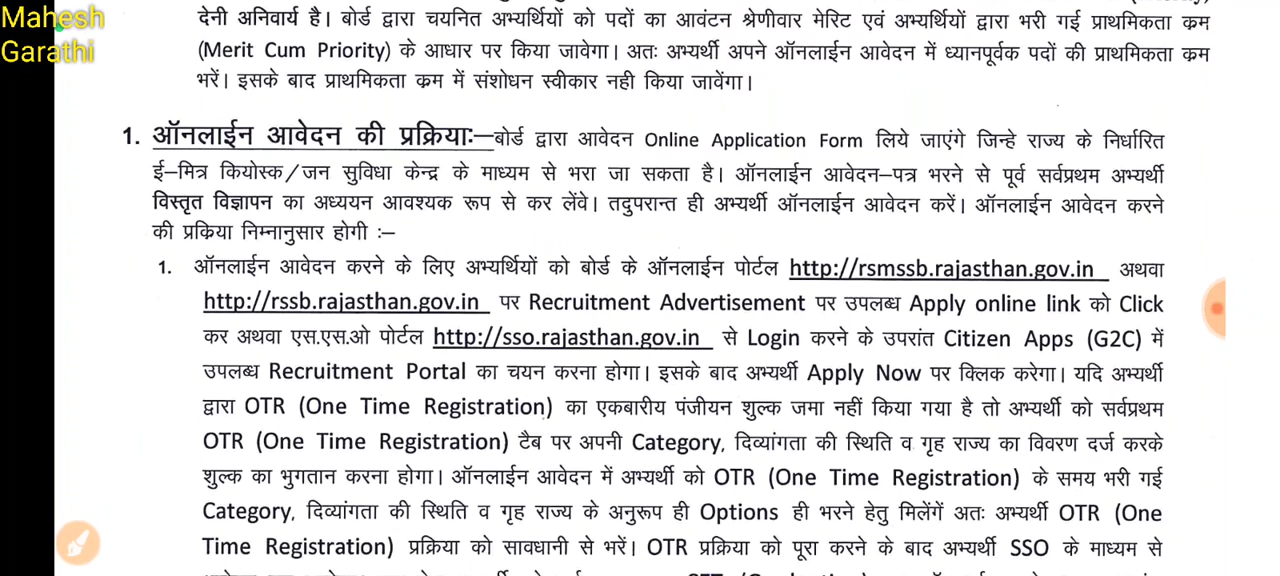 Mahesh
Garathi
देनी अनिवार्य है। बोर्ड द्वारा चयनित अभ्यर्थियों को पदों का आवंटन श्रेणीवार मेरिट एवं अभ्यर्थियों द्वारा भरी गई प्राथमिकता क्रम
(Merit Cum Priority) के आधार पर किया जावेगा। अतः अभ्यर्थी अपने ऑनलाईन आवेदन में ध्यानपूर्वक पदों की प्राथमिकता क्रम
भरें। इसके बाद प्राथमिकता क्रम में संशोधन स्वीकार नही किया जावेंगा।
1. ऑनलाईन आवेदन की प्रक्रियाः–बोर्ड द्वारा आवेदन Online Application Form लिये जाएंगे जिन्हे राज्य के निर्धारित
ई–मित्र कियोस्क/जन सुविधा केन्द्र के माध्यम से भरा जा सकता है। ऑनलाईन आवेदन–पत्र भरने से पूर्व सर्वप्रथम अभ्यर्थी
विस्तृत विज्ञापन का अध्ययन आवश्यक रूप से कर लेंवे। तदुपरान्त ही अभ्यर्थी ऑनलाईन आवेदन करें। ऑनलाईन आवेदन करने
की प्रकिया निम्नानुसार होगी :–
1. ऑनलाईन आवेदन करने के लिए अभ्यर्थियों को बोर्ड के ऑनलाईन पोर्टल http://rsmssb.rajasthan.gov.in अथवा
http://rssb.rajasthan.gov.in पर Recruitment Advertisement पर उपलब्ध Apply online link को Click
कर अथवा एस.एस.ओ पोर्टल http://sso.rajasthan.gov.in से Login करने के उपरांत Citizen Apps (G2C) में
उपलब्ध Recruitment Portal का चयन करना होगा। इसके बाद अभ्यर्थी Apply Now पर क्लिक करेगा। यदि अभ्यर्थी
द्वारा OTR (One Time Registration) का एकबारीय पंजीयन शुल्क जमा नहीं किया गया है तो अभ्यर्थी को सर्वप्रथम
OTR (One Time Registration) टैब पर अपनी Category, दिव्यांगता की स्थिति व गृह राज्य का विवरण दर्ज करके
शुल्क का भुगतान करना होगा। ऑनलाईन आवेदन में अभ्यर्थी को OTR (One Time Registration) के समय भरी गई
Category, दिव्यांगता की स्थिति व गृह राज्य के अनुरूप ही Options ही भरने हेतु मिलेंगें अतः अभ्यर्थी OTR (One
Time Registration) प्रक्रिया को सावधानी से भरें। OTR प्रक्रिया को पूरा करने के बाद अभ्यर्थी SSO के माध्यम से